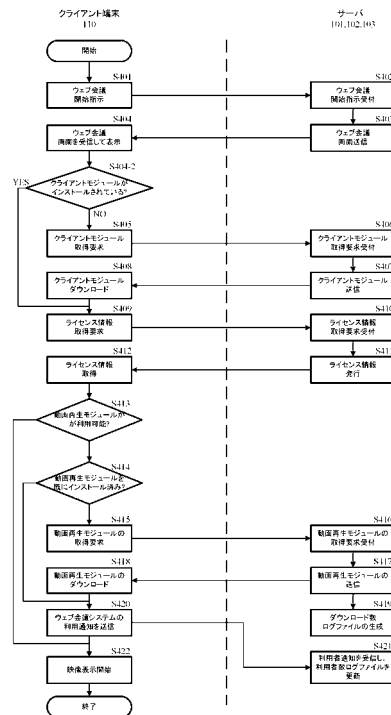 クライアント端末
110
サーバ
101,102,103
開始
S401
ウェブ会議
開始指示
S402
ウェブ会議
開始指示受付
S403
ウェブ会議
画面送信
S404
ウェブ会議
画面を受信して表示
S404-2
クライアントモジュールが
インストールされている?
YES
NO
S405
クライアントモジュール
取得要求
S406
クライアントモジュール
取得要求受付
S407
クライアントモジュール
送信
S408
クライアントモジュール
ダウンロード
S409
ライセンス情報
取得要求
S410
ライセンス情報
取得要求受付
S411
ライセンス情報
発行
S412
ライセンス情報
取得
S413
動画再生モジュールが
が利用可能?
S414
動画再生モジュールを
既にインストール済み?
S415
動画再生モジュールの
取得要求
S416
動画再生モジュールの
取得要求受付
S417
動画再生モジュールの
送信
S418
動画再生モジュールの
ダウンロード
S419
ダウンロード数
ログファイルの生成
S420
ウェブ会議システムの
利用通知を送信
S421
利用者通知を受信し、
利用者数ログファイルを
更新
S422
映像表示開始
終了